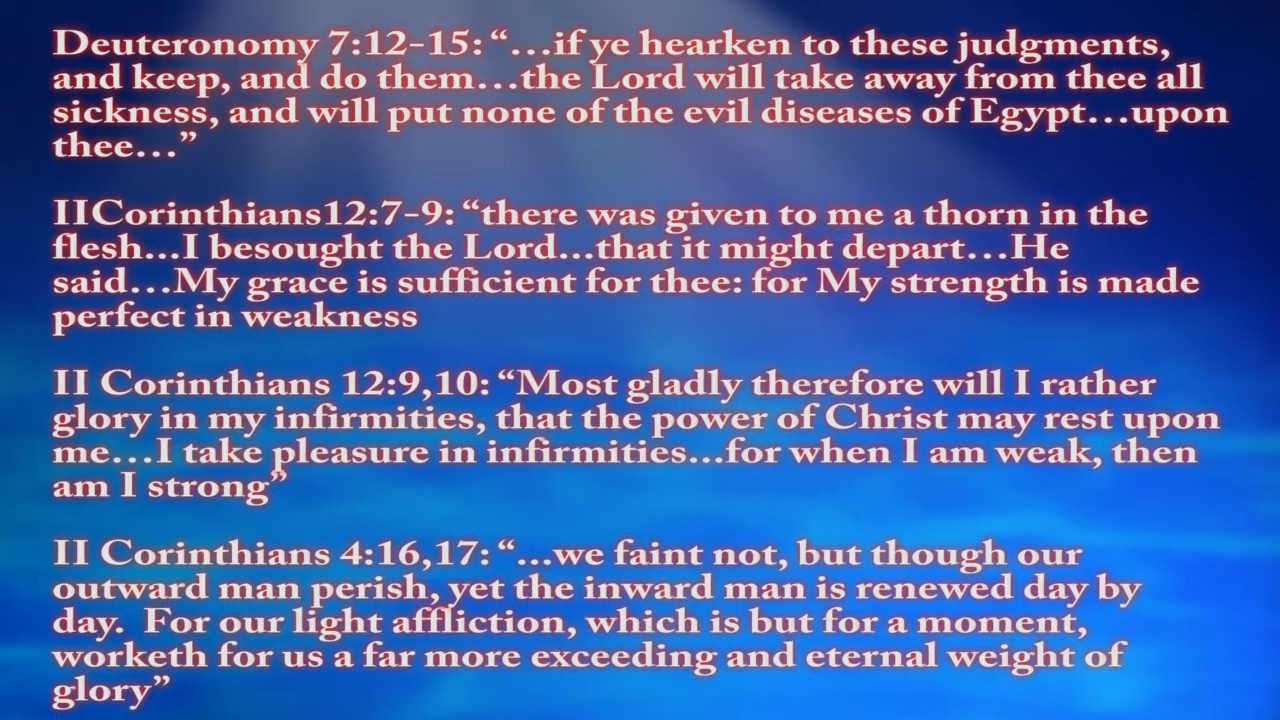 Deuteronomy 7:12-15: “…if ye hearken to these judgments,
and keep, and do them…the Lord will take away from thee all
sickness, and will put none of the evil diseases of Egypt…upon
thee…”
IICorinthians12:7-9: “there was given to me a thorn in the
flesh...I besought the Lord...that it might depart…He
said…My grace is sufficient for thee: for My strength is made
perfect in weakness
II Corinthians 12:9,10: “Most gladly therefore will I rather
glory in my infirmities, that the power of Christ may rest upon
me…I take pleasure in infirmities...for when I am weak, then
am I strong”
II Corinthians 4:16,17: “...we faint not, but though our
outward man perish, yet the inward man is renewed day by
day.  For our light affliction, which is but for a moment,
worketh for us a far more exceeding and eternal weight of
glory”